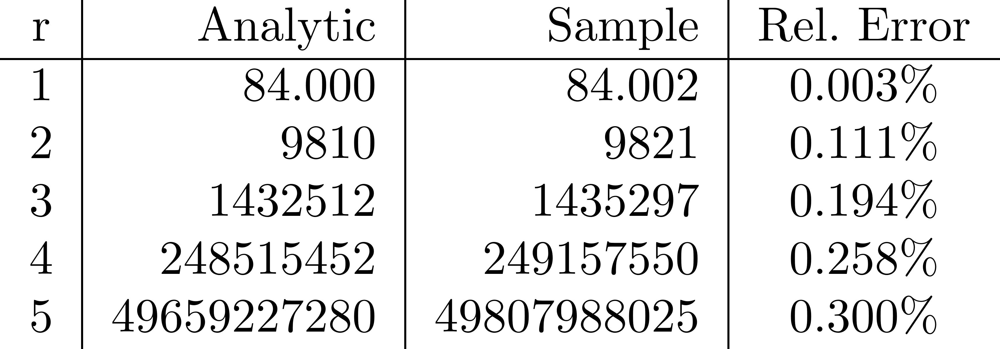 r Analytic Sample Rel. Error
1 84.000 84.002 0.003%
2 9810 9821 0.111%
3 1432512 1435297 0.194%
4 248515452 249157550 0.258%
5 49659227280 49807988025 0.300%